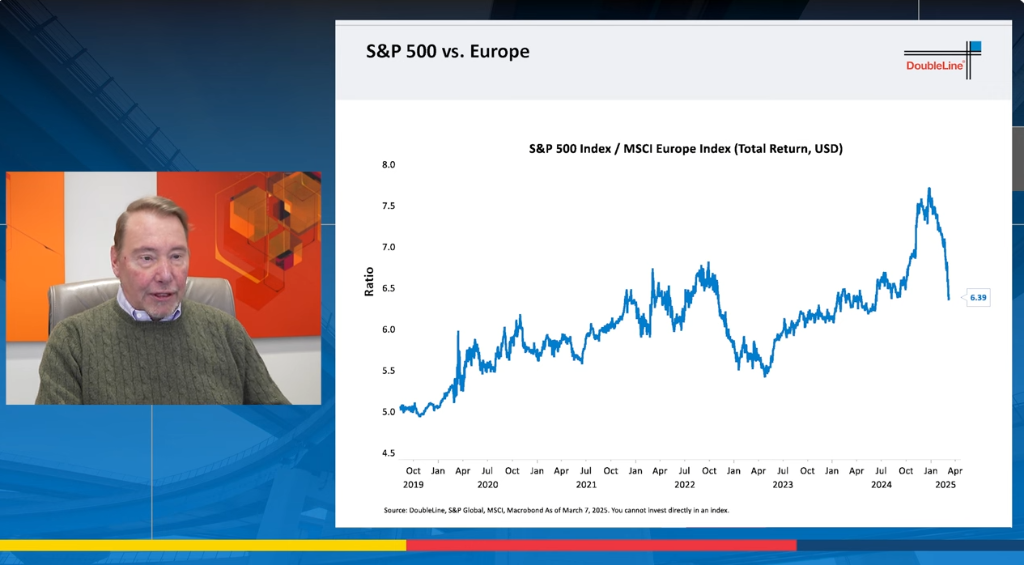 S&P 500 vs. Europe
DoubleLine®
S&P 500 Index / MSCI Europe Index (Total Return, USD)
8.0
7.5
7.0
6.5
6.0
5.5
5.0
4.5
Ratio
6.39
Oct Jan Apr Jul Oct Jan Apr Jul Oct Jan Apr Jul Oct Jan Apr Jul Oct Jan Apr Jul Oct Jan Apr
2019 2020 2021 2022 2023 2024 2025
Source: DoubleLine, S&P Global, MSCI, Macrobond As of March 7, 2025. You cannot invest directly in an index.